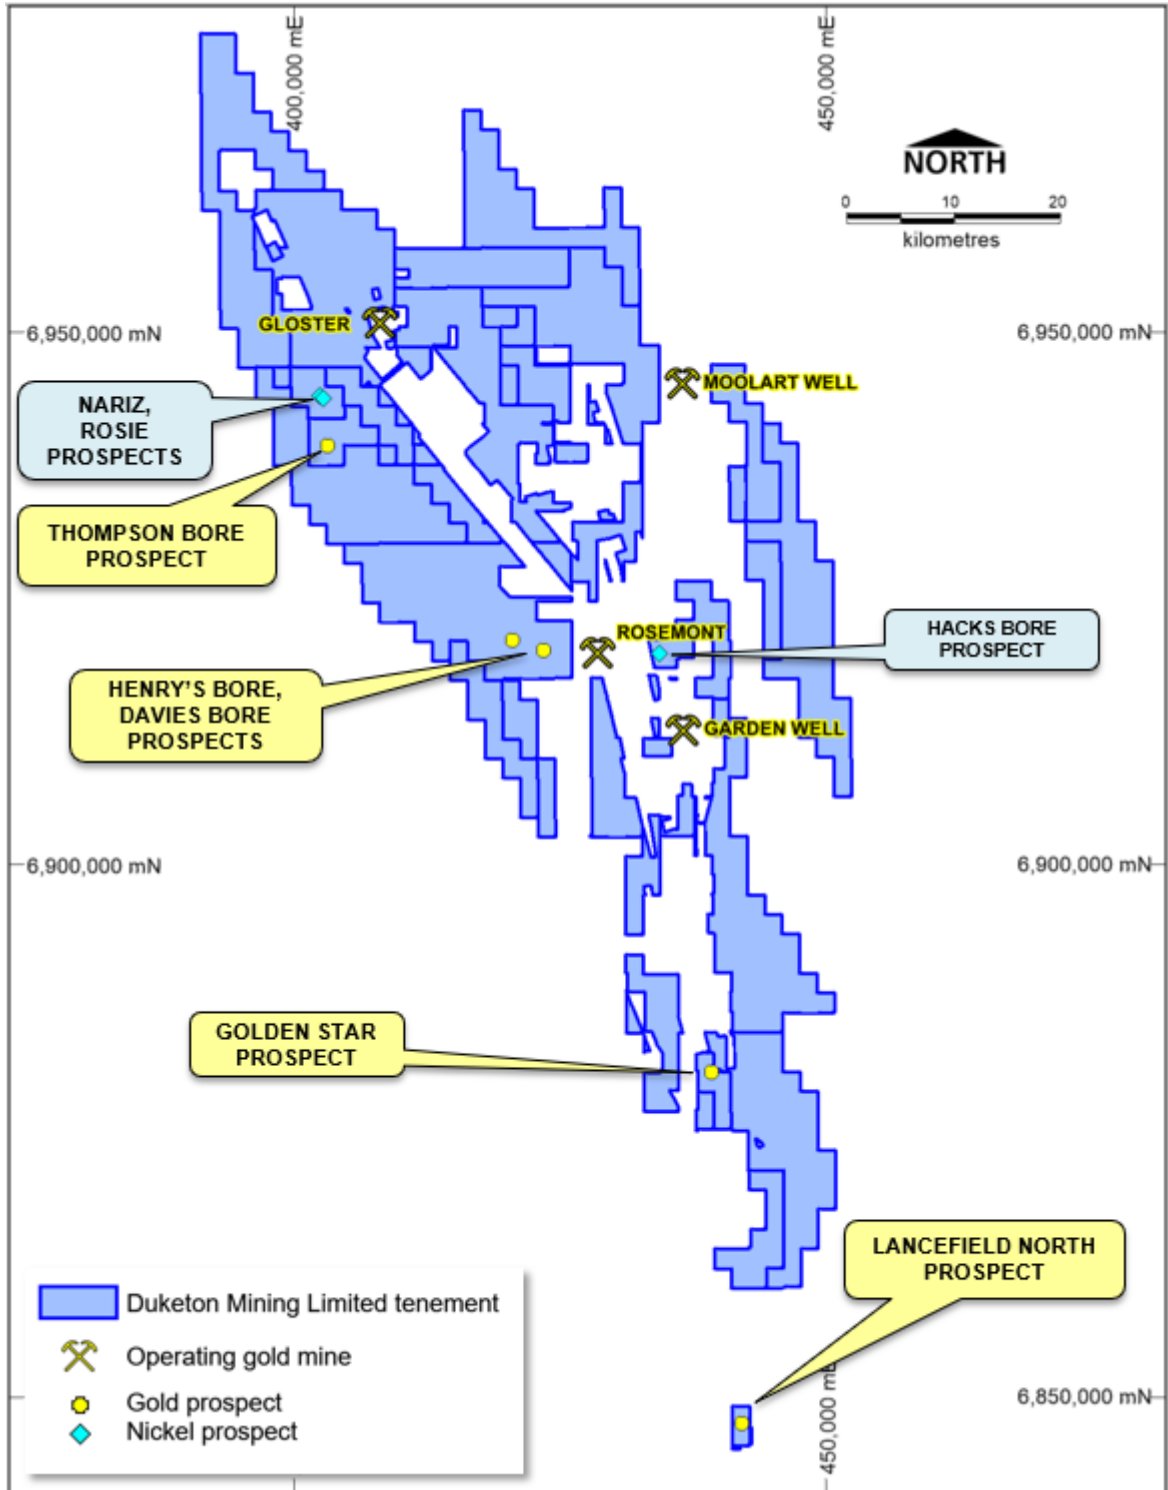 400,000 mE
450,000 mE
NORTH
0 10 20
kilometres
GLOSTER
6,950,000 mN
6,950,000 mN
MOOLART WELL
NARIZ,
ROSIE
PROSPECTS
THOMPSON BORE
PROSPECT
ROSEMONT
HACKS BORE
PROSPECT
HENRY'S BORE,
DAVIES BORE
PROSPECTS
GARDEN WELL
6,900,000 mN
6,900,000 mN
GOLDEN STAR
PROSPECT
LANCEFIELD NORTH
PROSPECT
Duketon Mining Limited tenement
Operating gold mine
Gold prospect
Nickel prospect
450,000 mE
6,850,000 mN